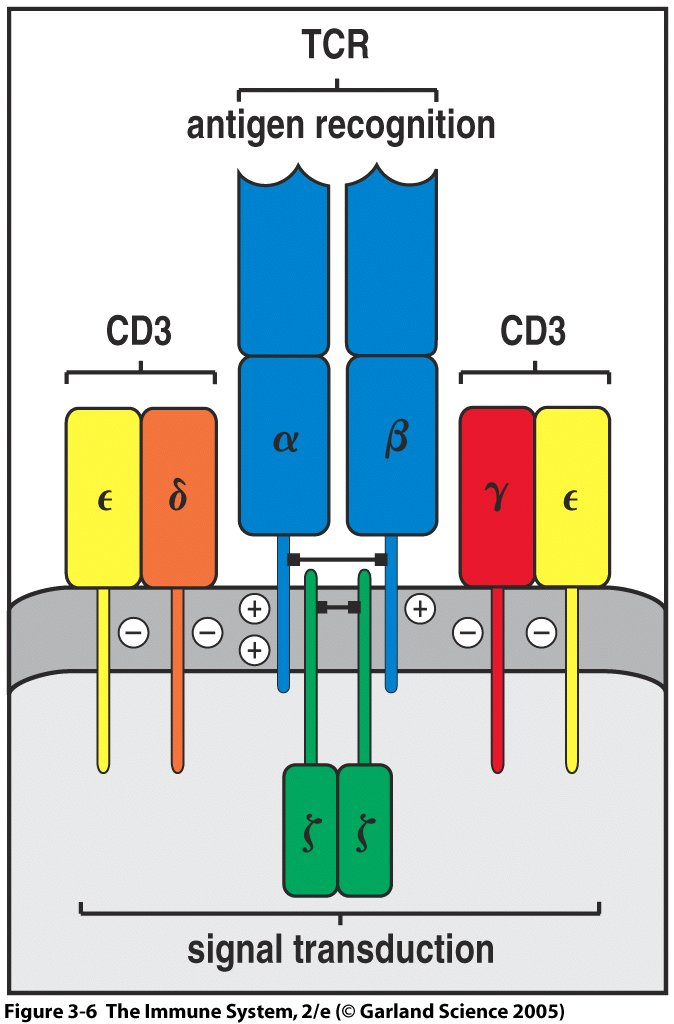 TCR
antigen recognition
CD3
CD3
α
β
ϵ
δ
γ
ϵ
+
+
−
−
+
−
−
ζ
ζ
signal transduction
Figure 3-6 The Immune System, 2/e (© Garland Science 2005)